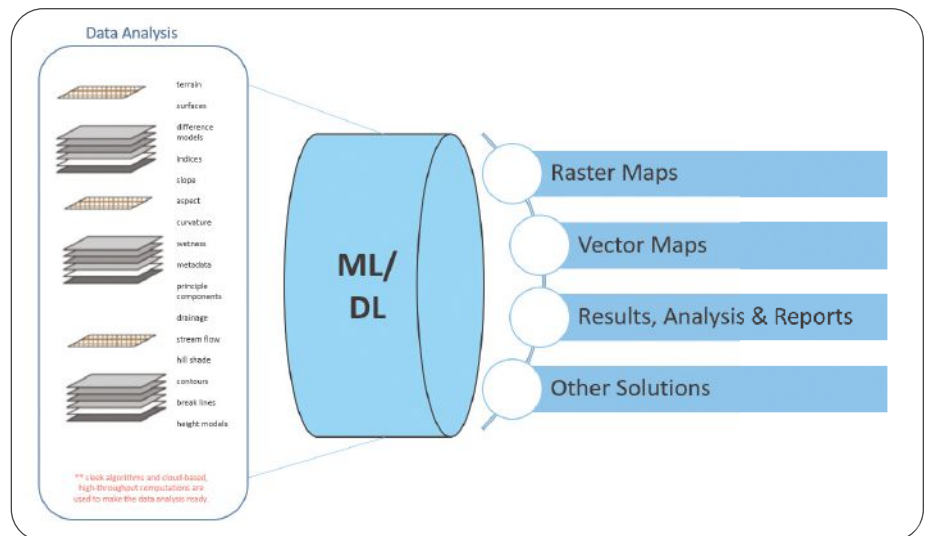 Data Analysis
terrain
surfaces
difference
models
indices
slope
aspect
curvature
wetness
metadata
principle
components
drainage
stream flow
hill shade
contours
break lines
height models
** sleek algorithms and cloud-based,
high-throughput computations are
used to make the data analysis ready.
ML/
DL
Raster Maps
Vector Maps
Results, Analysis & Reports
Other Solutions